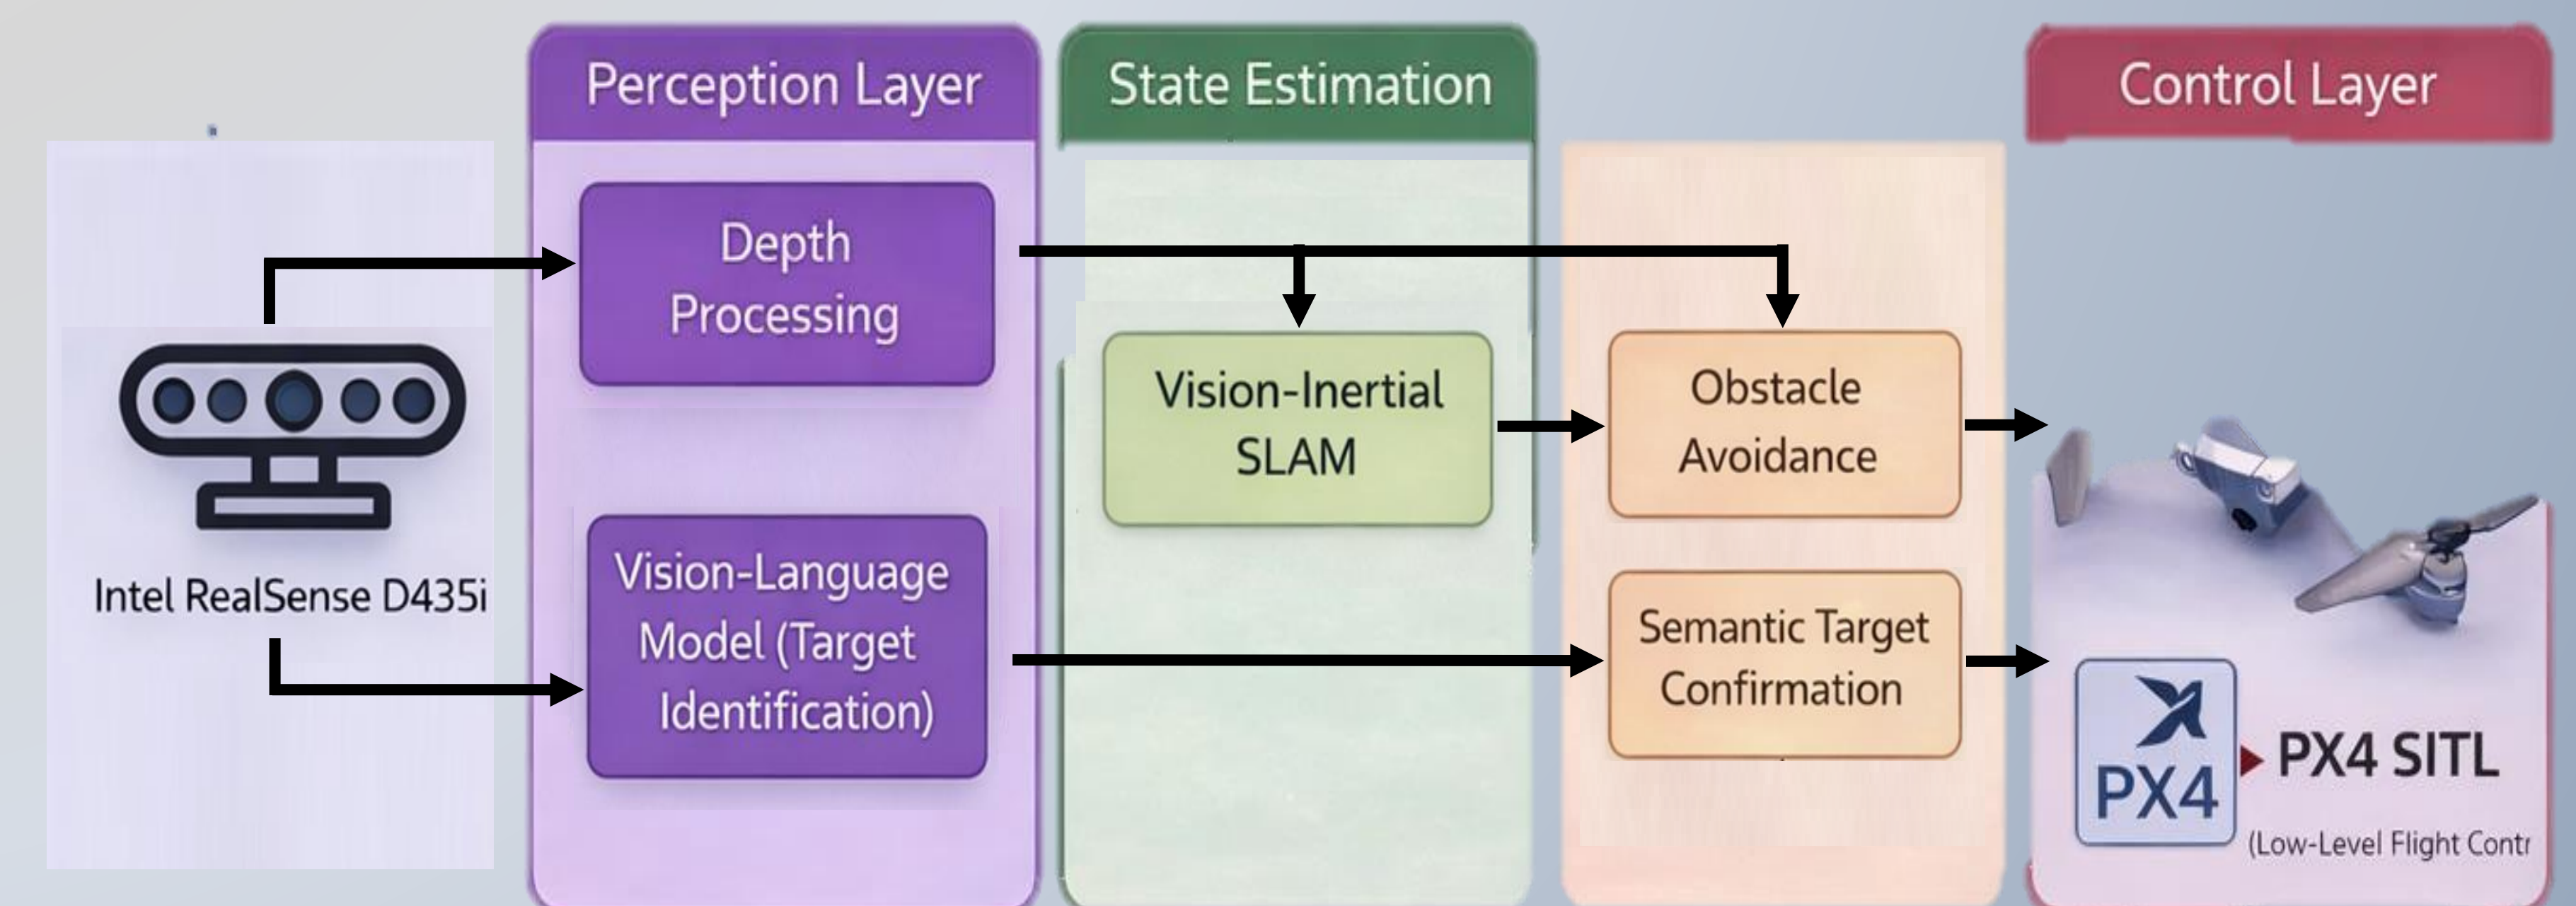 Perception Layer
State Estimation
Control Layer
Depth
Processing
Vision-Inertial
SLAM
Obstacle
Avoidance
Intel RealSense D435i
Vision-Language
Model (Target
Identification)
Semantic Target
Confirmation
PX4
PX4 SITL
(Low-Level Flight Contr